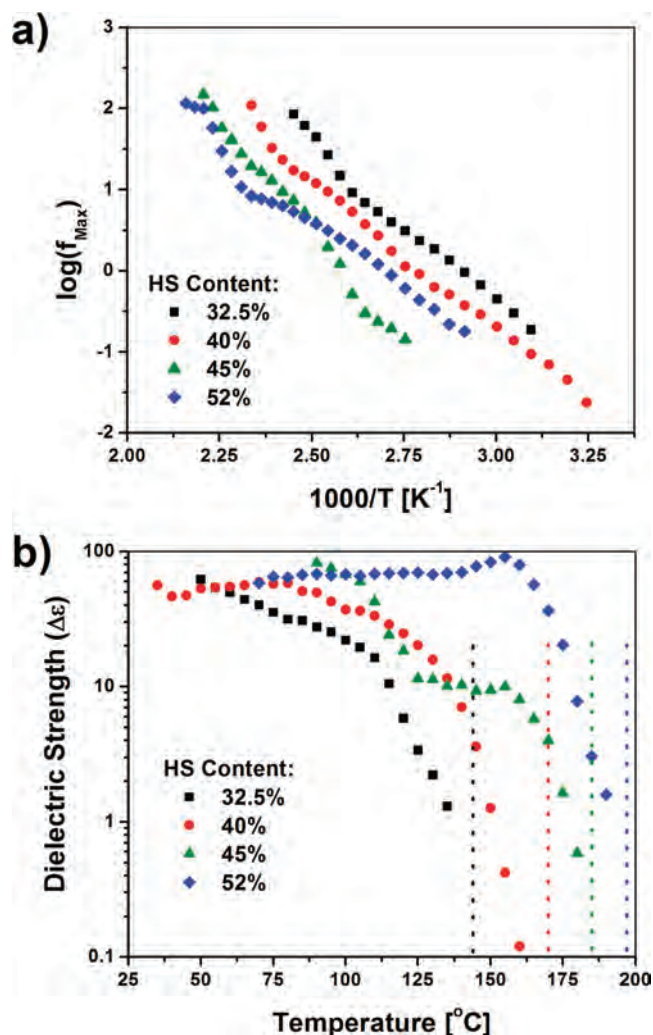 a)
3
2
1
0
-1
-2
log(f_Max)
HS Content:
32.5%
40%
45%
52%
2.00 2.25 2.50 2.75 3.00 3.25
1000/T [K⁻¹]
b)
100
10
1
0.1
Dielectric Strength (Δε)
HS Content:
32.5%
40%
45%
52%
25 50 75 100 125 150 175 200
Temperature [°C]